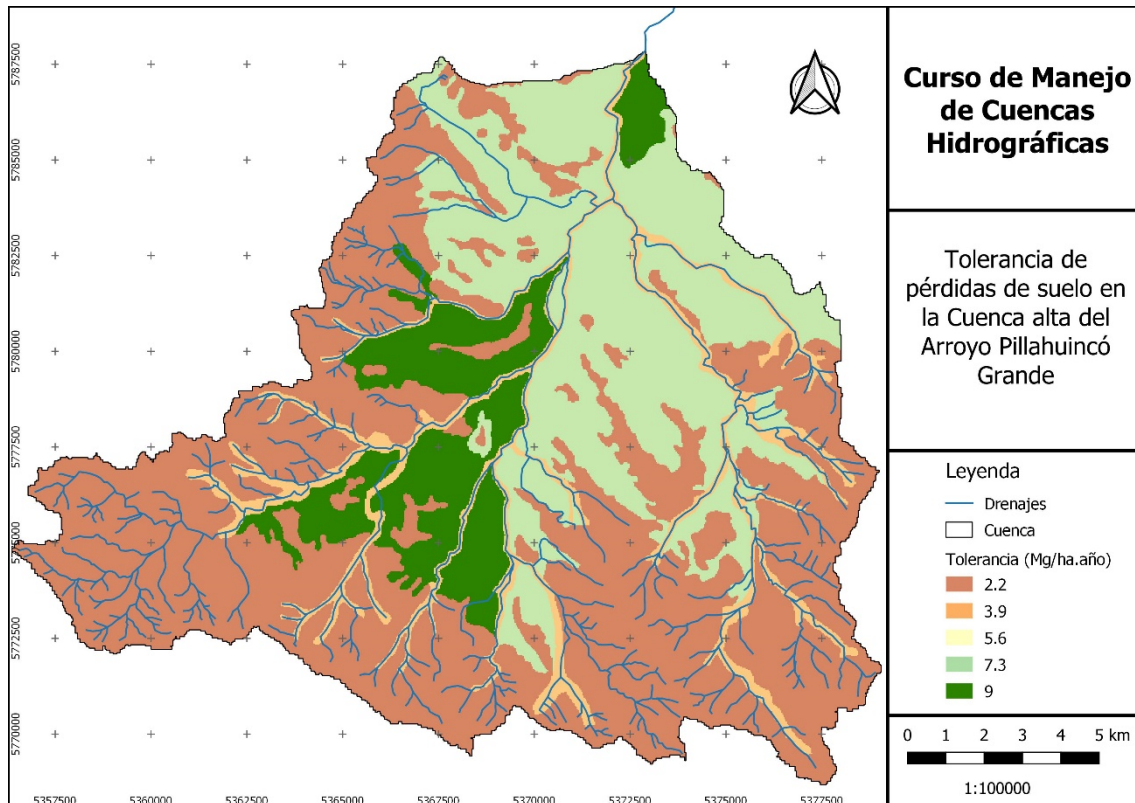 Curso de Manejo
de Cuencas
Hidrográficas
Tolerancia de
pérdidas de suelo en
la Cuenca alta del
Arroyo Pillahuincó
Grande
Leyenda
Drenajes
Cuenca
Tolerancia (Mg/ha.año)
2.2
3.9
5.6
7.3
9
0 1 2 3 4 5 km
1:100000
5787500
5785000
5782500
5780000
5777500
5775000
5772500
5770000
5357500 5360000 5362500 5365000 5367500 5370000 5372500 5375000 5377500